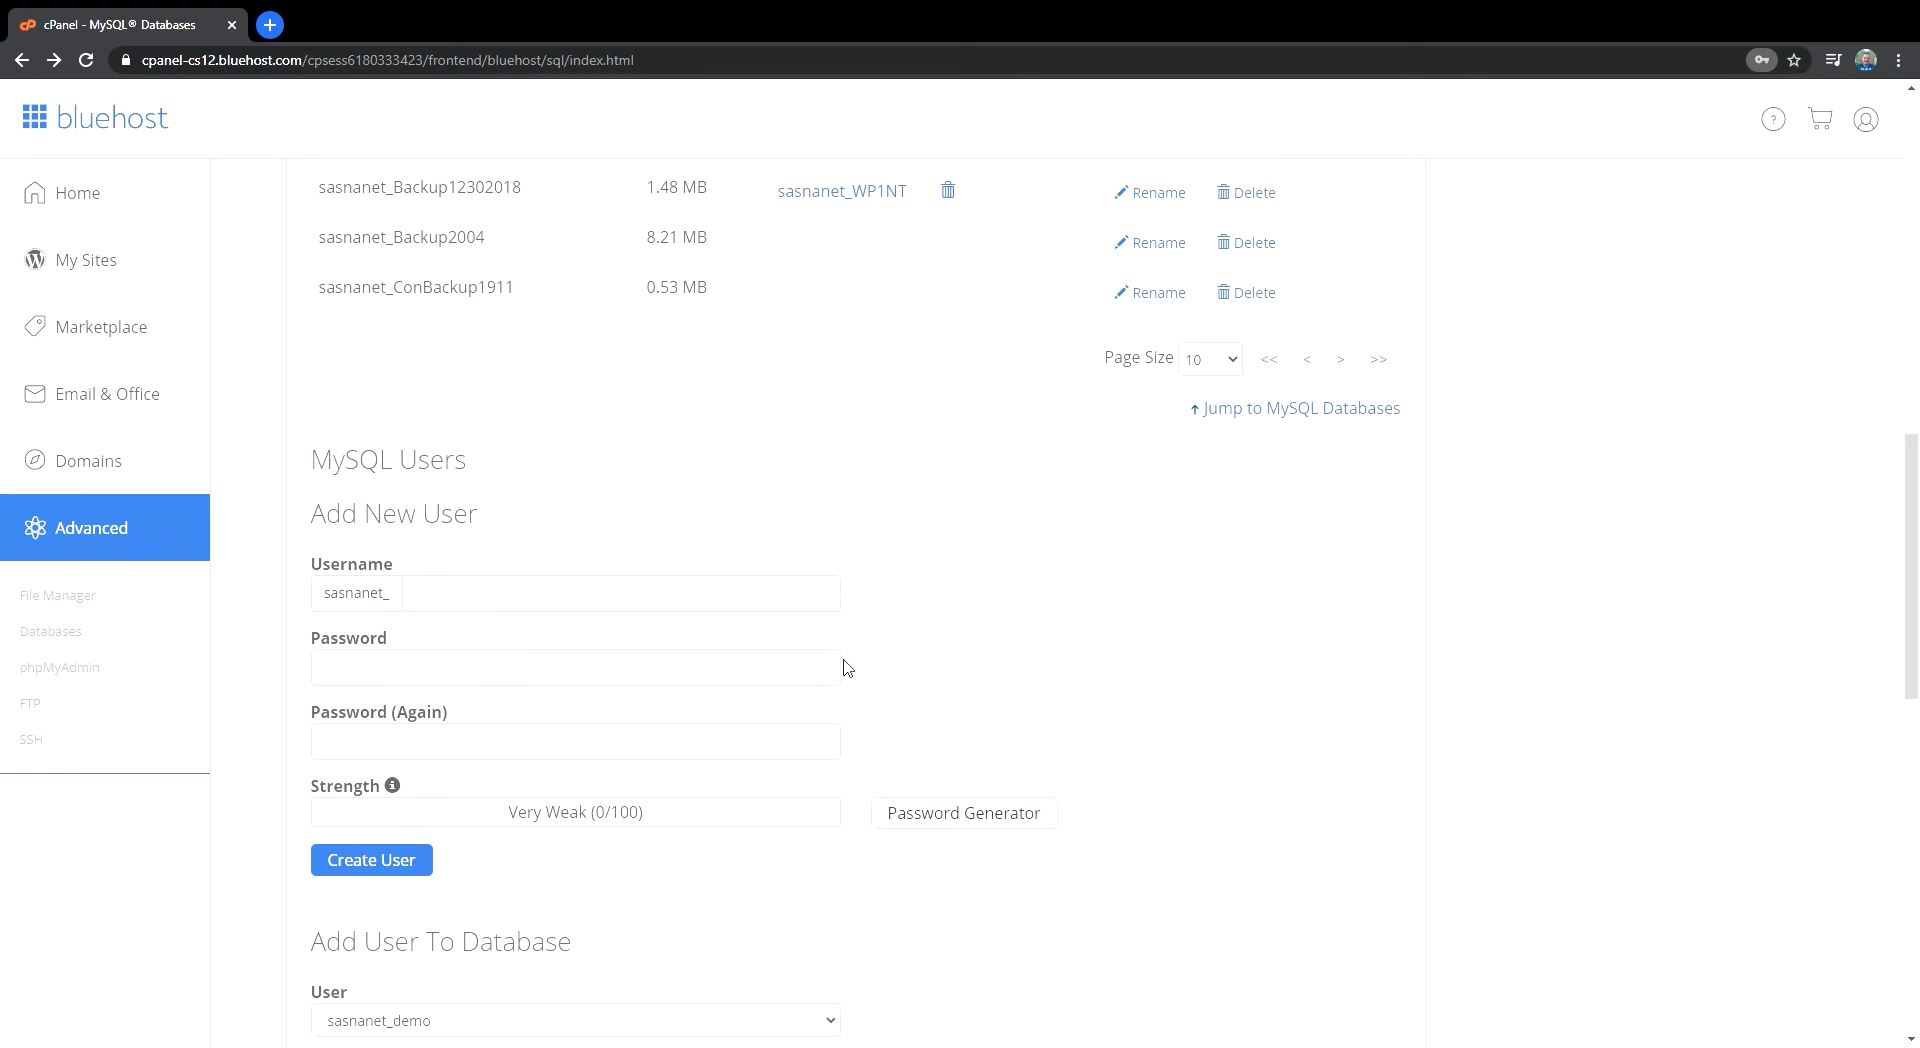 cPanel - MySQL® Databases
cpanel-cs12.bluehost.com/cpsess6180333423/frontend/bluehost/sql/index.html
bluehost
?
Home
My Sites
Marketplace
Email & Office
Domains
Advanced
File Manager
Databases
phpMyAdmin
FTP
SSH
sasnanet_Backup12302018 1.48 MB sasnanet_WP1NT Rename Delete
sasnanet_Backup2004 8.21 MB Rename Delete
sasnanet_ConBackup1911 0.53 MB Rename Delete
Page Size 10 << < > >>
Jump to MySQL Databases
MySQL Users
Add New User
Username
sasnanet_
Password
Password (Again)
Strength
Very Weak (0/100) Password Generator
Create User
Add User To Database
User
sasnanet_demo